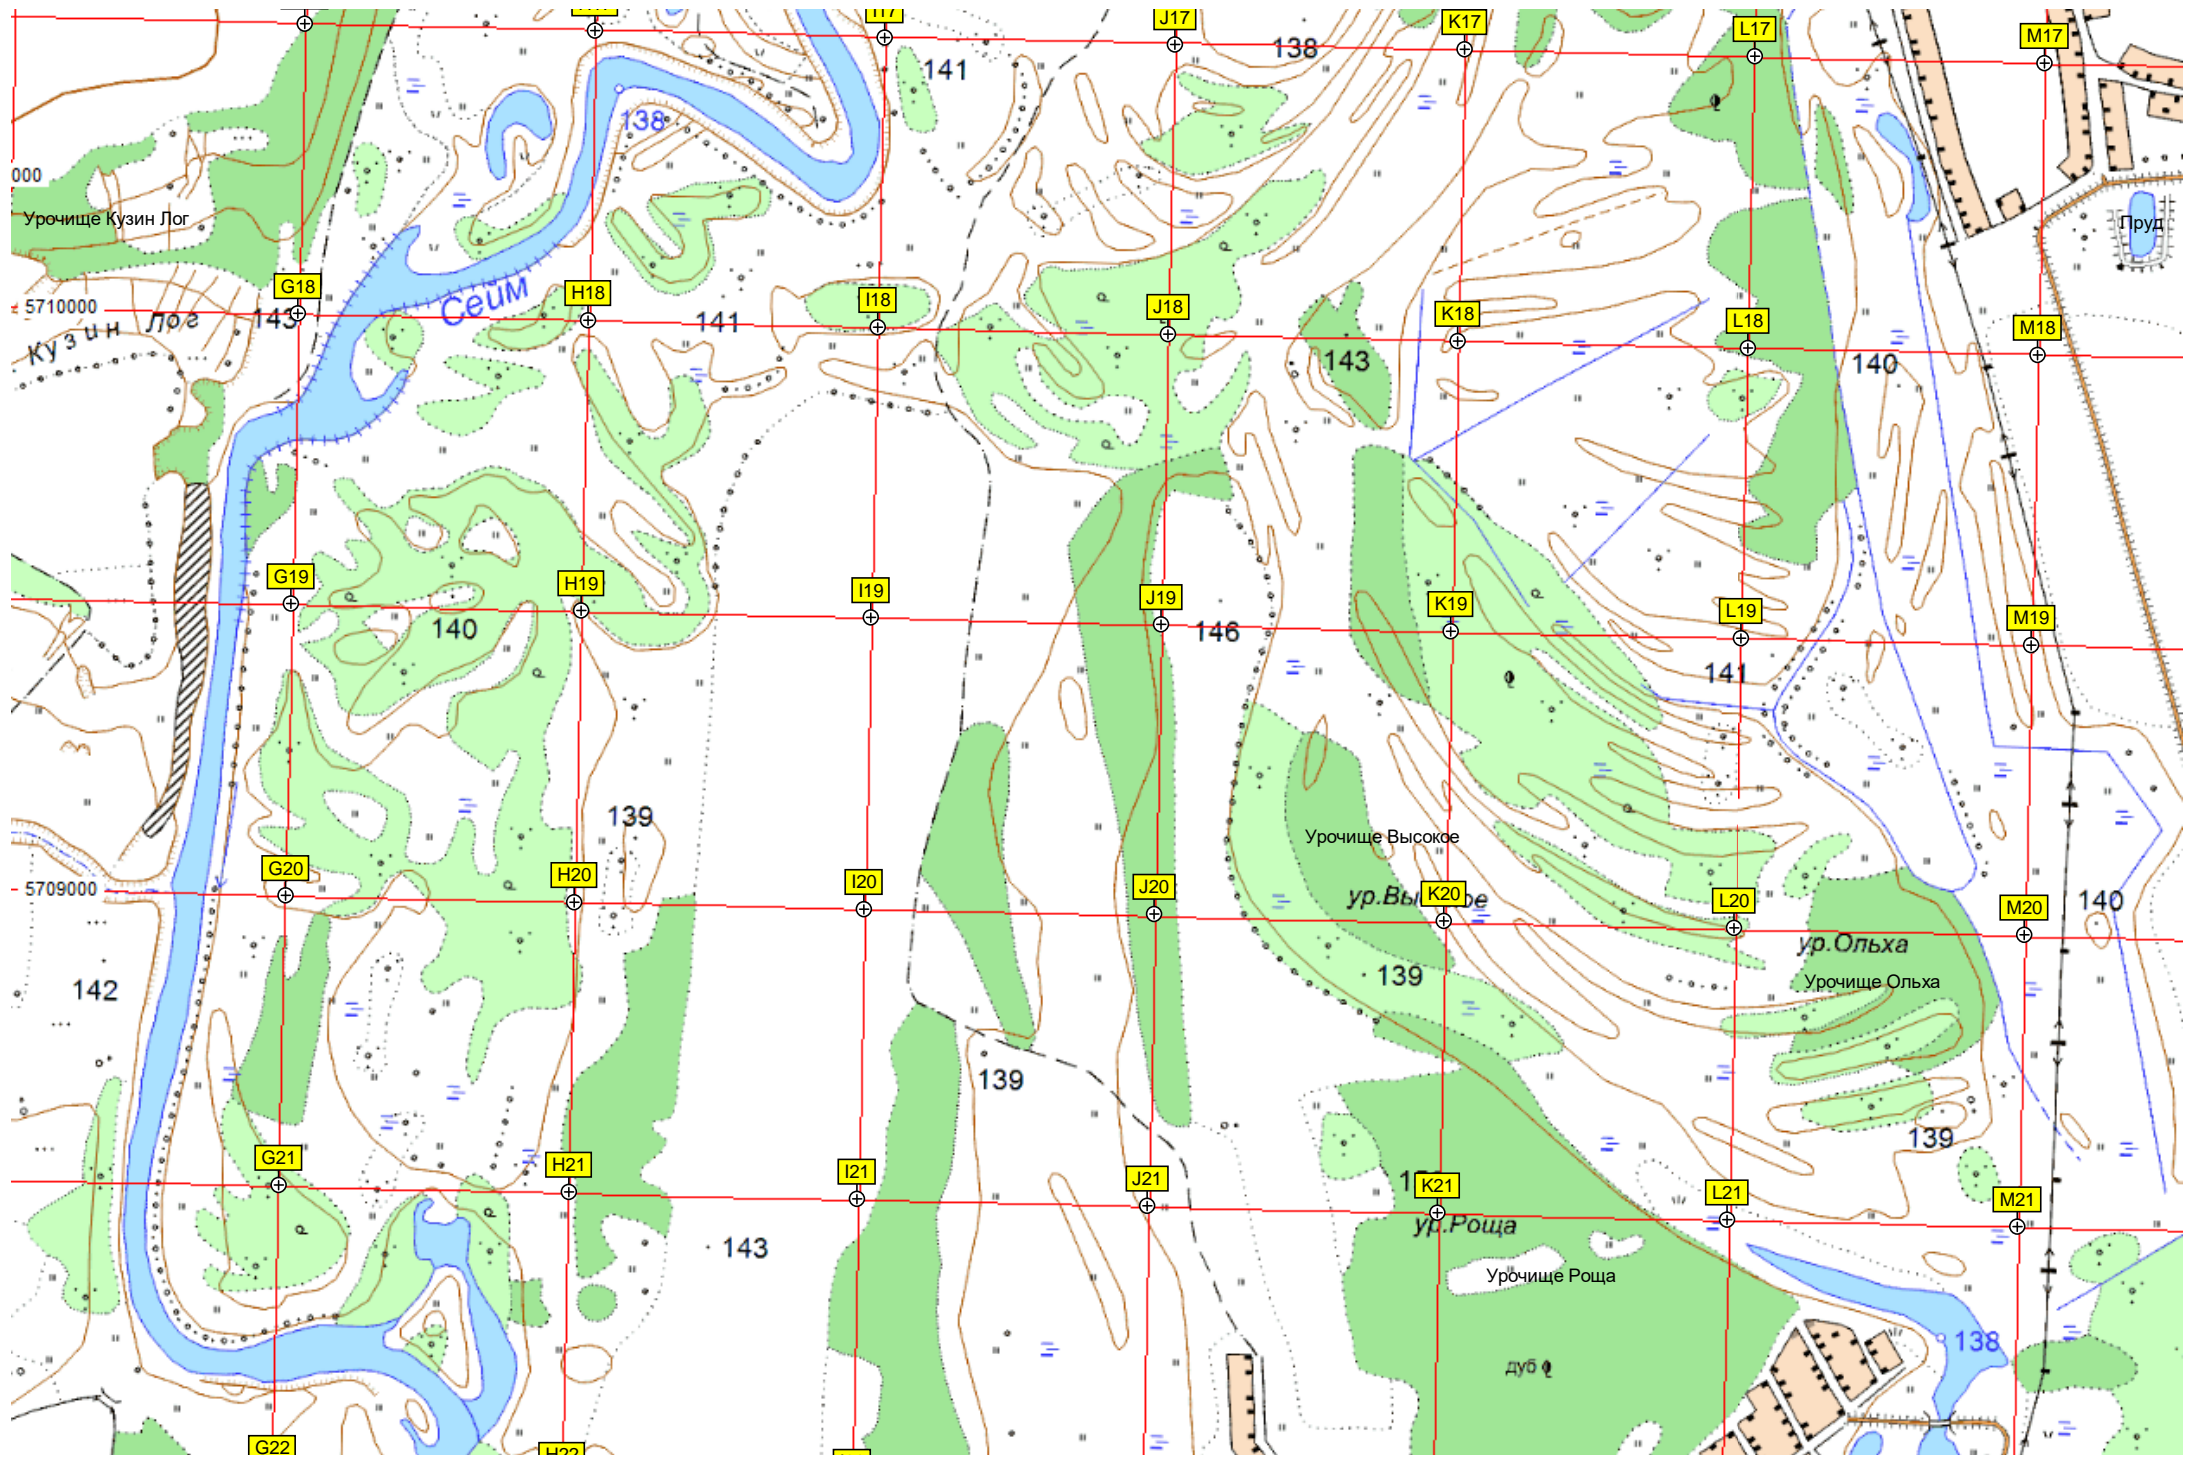 I17
J17
K17
L17
M17
141
138
138
000
Урочище Кузин Лог
Пруд
G18
H18
I18
J18
K18
L18
M18
5710000
Кузин Лог
143
Сейм
141
143
140
G19
H19
I19
J19
K19
L19
M19
140
146
141
139
Урочище Высокое
G20
H20
I20
J20
K20
L20
M20
5709000
140
ур.Ольха
142
139
Урочище Ольха
139
139
G21
H21
I21
J21
K21
L21
M21
ур.Роща
143
Урочище Роща
138
дуб
G22
H22